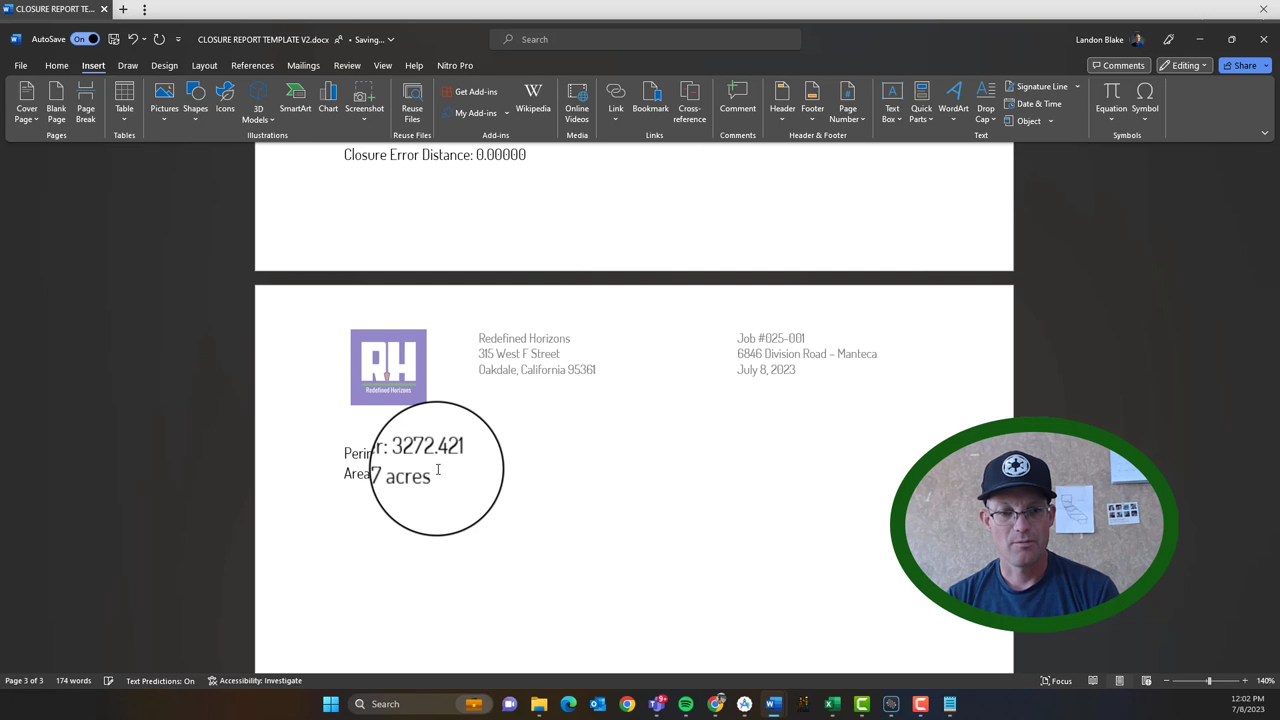 CLOSURE REPORT TE...
AutoSave On
CLOSURE REPORT TEMPLATE V2.docx
Saving...
Search
Landon Blake
File Home Insert Draw Design Layout References Mailings Review View Help Nitro Pro
Comments Editing Share
Cover Page
Blank Page
Page Break
Table
Pictures
Shapes
Icons
3D Models
SmartArt
Chart
Screenshot
Reuse Files
Get Add-ins
My Add-ins
Wikipedia
Online Videos
Link
Bookmark
Cross-reference
Comment
Header
Footer
Page Number
Text Box
Quick Parts
WordArt
Drop Cap
Signature Line
Date & Time
Object
Equation
Symbol
Pages Tables Illustrations Reuse Files Add-ins Media Links Comments Header & Footer Text Symbols
Closure Error Distance: 0.00000
RH
Redefined Horizons
Redefined Horizons
315 West F Street
Oakdale, California 95361
Job #025-001
6846 Division Road – Manteca
July 8, 2023
Perir r: 3272.421
Area 7 acres
Page 3 of 3 174 words Text Predictions: On Accessibility: Investigate
Focus
140%
Search
9+
12:02 PM
7/8/2023